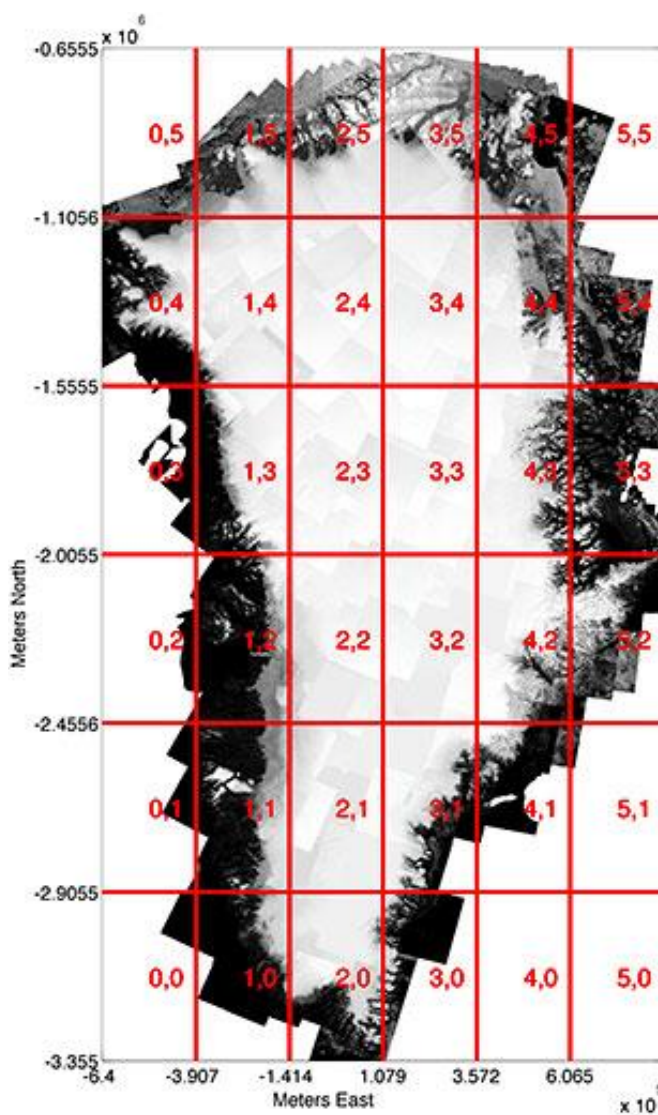 x 10⁶
-0.6555
0,5 1,5 2,5 3,5 4,5 5,5
-1.1056
0,4 1,4 2,4 3,4 4,4 5,4
-1.5555
0,3 1,3 2,3 3,3 4,3 5,3
-2.0055
0,2 1,2 2,2 3,2 4,2 5,2
-2.4556
0,1 1,1 2,1 3,1 4,1 5,1
-2.9055
0,0 1,0 2,0 3,0 4,0 5,0
-3.355
Meters North
-6.4 -3.907 -1.414 1.079 3.572 6.065
Meters East
x 10